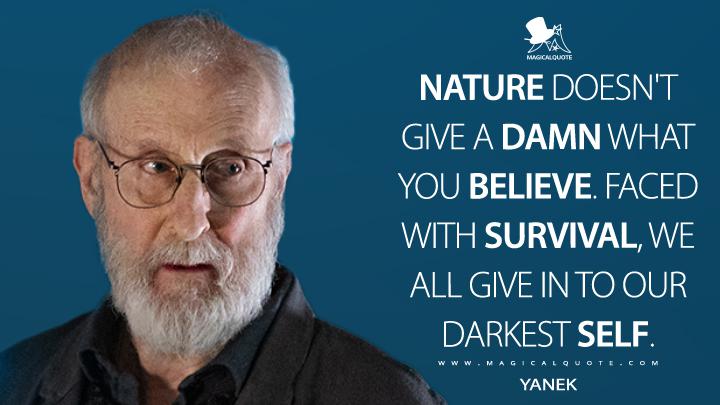 MAGICALQUOTE
NATURE DOESN'T
GIVE A DAMN WHAT
YOU BELIEVE. FACED
WITH SURVIVAL, WE
ALL GIVE IN TO OUR
DARKEST SELF.
WWW.MAGICALQUOTE.COM
YANEK